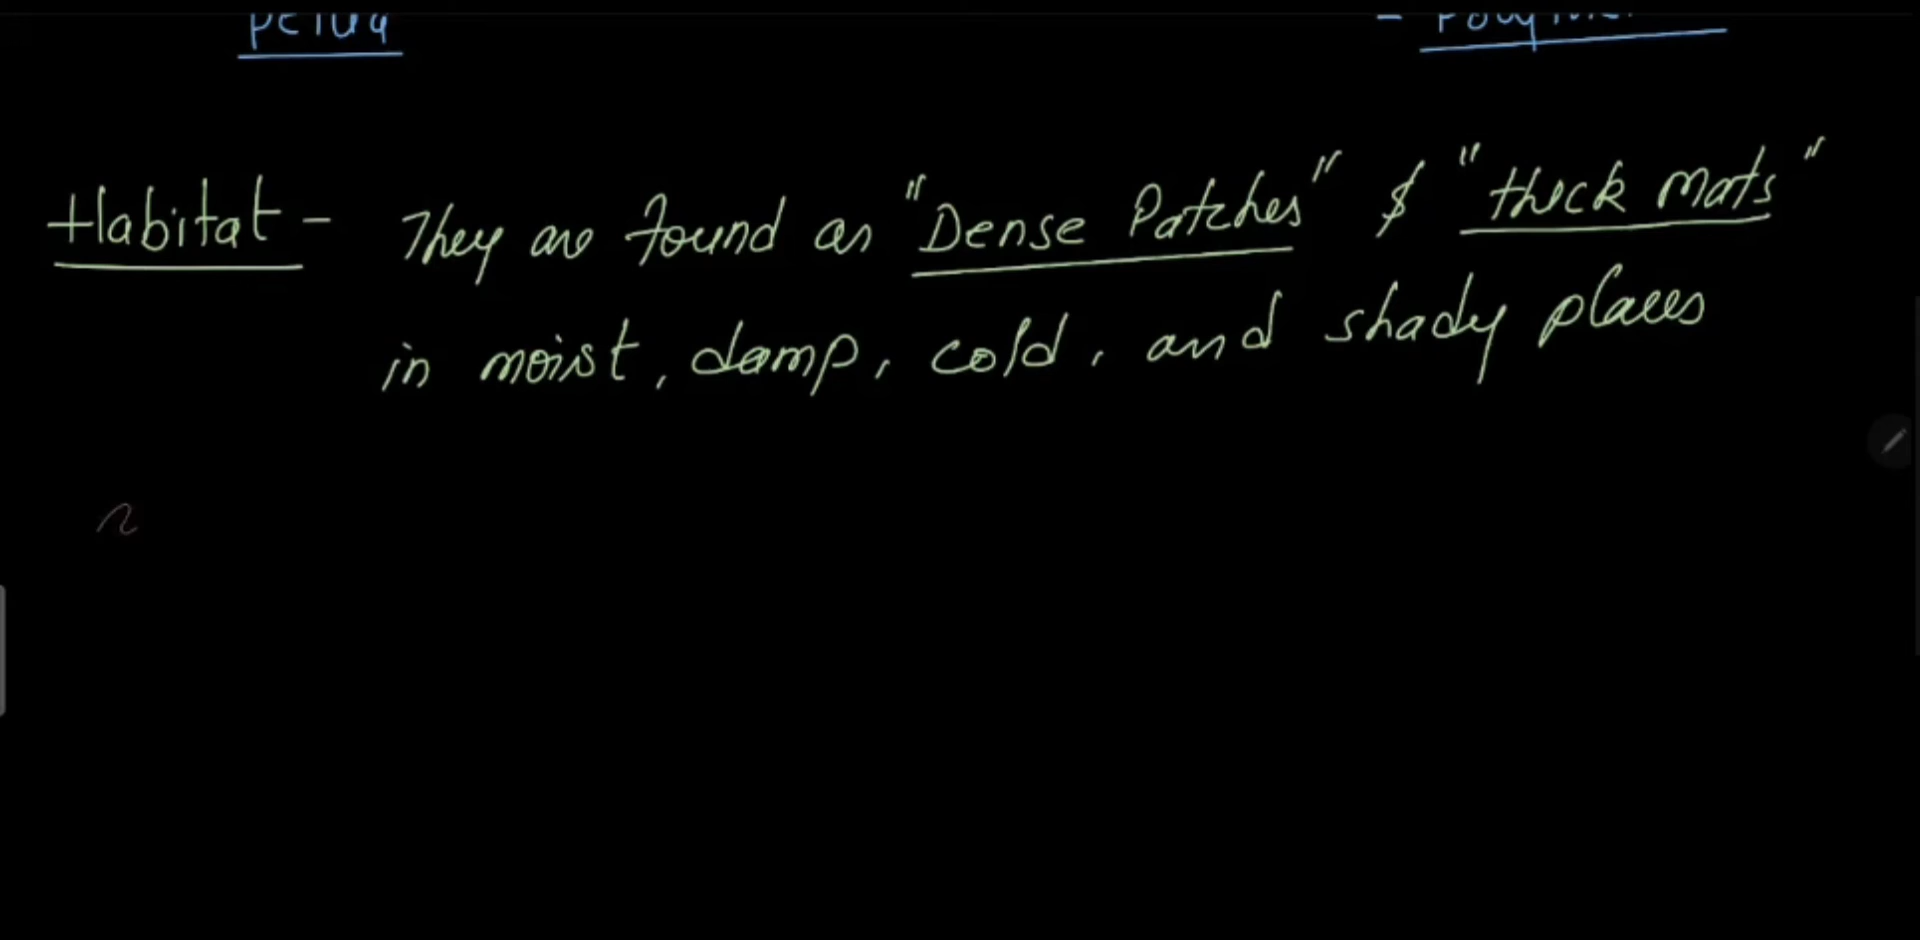 Habitat - They are found as "Dense Patches" & "thick mats"
in moist, damp, cold, and shady places